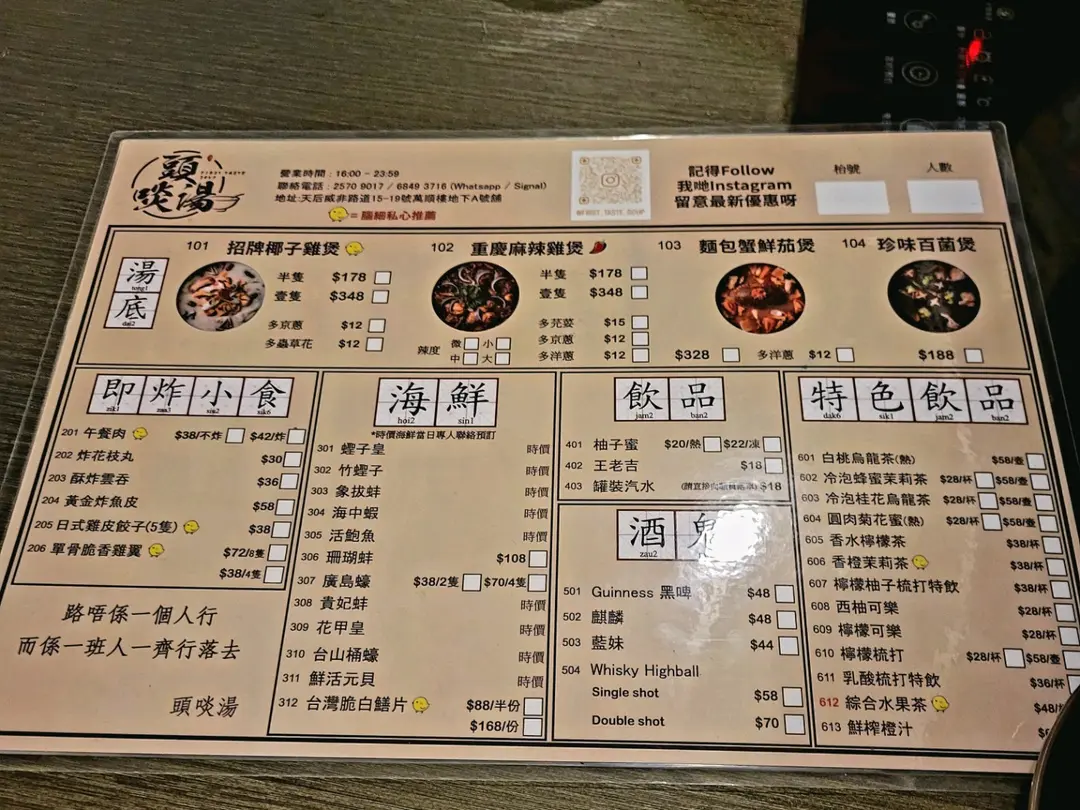 頭啖湯
FIRST TASTE
營業時間：16:00 - 23:59
聯絡電話：2570 9017 / 6849 3716 (Whatsapp / Signal)
地址:天后威非路道15-19號萬順樓地下A號舖
=腦細私心推薦
@FIRST_TASTE_SOUP
記得Follow
我哋Instagram
留意最新優惠呀
枱號
人數
湯底
tong1
dai2
101 招牌椰子雞煲
半隻 $178
壹隻 $348
多京蔥 $12
多蟲草花 $12
102 重慶麻辣雞煲
半隻 $178
壹隻 $348
辣度 微 小
中 大
多芫荽 $15
多京蔥 $12
多洋蔥 $12
103 麵包蟹鮮茄煲
$328 多洋蔥 $12
104 珍味百菌煲
$188
即炸小食
zik1 zaa3 siu2 sik6
201 午餐肉 $38/不炸 $42/炸
202 炸花枝丸 $30
203 酥炸雲吞 $36
204 黃金炸魚皮 $58
205 日式雞皮餃子(5隻) $38
206 單骨脆香雞翼 $72/8隻
$38/4隻
路唔係一個人行
而係一班人一齊行落去
頭啖湯
海鮮
hoi2 sin1
*時價海鮮當日專人聯絡預訂
301 蟶子皇 時價
302 竹蟶子 時價
303 象拔蚌 時價
304 海中蝦 時價
305 活鮑魚 時價
306 珊瑚蚌 $108
307 廣島蠔 $38/2隻 $70/4隻
308 貴妃蚌 時價
309 花甲皇 時價
310 台山桶蠔 時價
311 鮮活元貝 時價
312 台灣脆白鱔片 $88/半份
$168/份
飲品
jam2 ban2
401 柚子蜜 $20/熱 $22/凍
402 王老吉 $18
403 罐裝汽水 $18
酒鬼
zau2
501 Guinness 黑啤 $48
502 麒麟 $48
503 藍妹 $44
504 Whisky Highball
Single shot $58
Double shot $70
特色飲品
dak6 sik1 jam2 ban2
601 白桃烏龍茶(熱) $58/壺
602 冷泡蜂蜜茉莉茶 $28/杯 $58/壺
603 冷泡桂花烏龍茶 $28/杯 $58/壺
604 圓肉菊花蜜(熱) $28/杯 $58/壺
605 香水檸檬茶 $38/杯
606 香橙茉莉茶 $38/杯
607 檸檬柚子梳打特飲 $38/杯
608 西柚可樂 $28/杯
609 檸檬可樂 $28/杯
610 檸檬梳打 $28/杯 $58/壺
611 乳酸梳打特飲 $36/杯
612 綜合水果茶 $48/
613 鮮榨橙汁